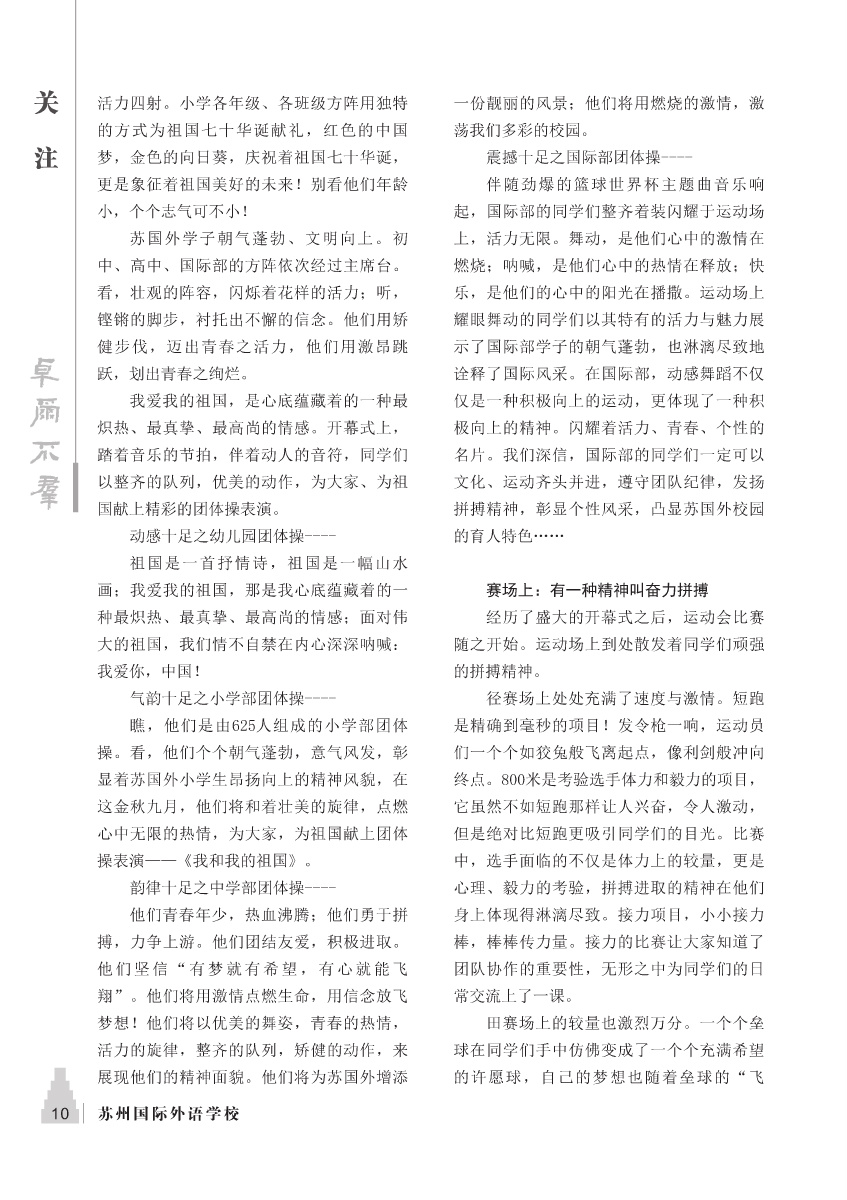 关
注
卓尔不群
活力四射。小学各年级、各班级方阵用独特
的方式为祖国七十华诞献礼，红色的中国
梦，金色的向日葵，庆祝着祖国七十华诞，
更是象征着祖国美好的未来！别看他们年龄
小，个个志气可不小！
苏国外学子朝气蓬勃、文明向上。初
中、高中、国际部的方阵依次经过主席台。
看，壮观的阵容，闪烁着花样的活力；听，
铿锵的脚步，衬托出不懈的信念。他们用矫
健步伐，迈出青春之活力，他们用激昂跳
跃，划出青春之绚烂。
我爱我的祖国，是心底蕴藏着的一种最
炽热、最真挚、最高尚的情感。开幕式上，
踏着音乐的节拍，伴着动人的音符，同学们
以整齐的队列，优美的动作，为大家、为祖
国献上精彩的团体操表演。
动感十足之幼儿园团体操----
祖国是一首抒情诗，祖国是一幅山水
画；我爱我的祖国，那是我心底蕴藏着的一
种最炽热、最真挚、最高尚的情感；面对伟
大的祖国，我们情不自禁在内心深深呐喊：
我爱你，中国！
气韵十足之小学部团体操----
瞧，他们是由625人组成的小学部团体
操。看，他们个个朝气蓬勃，意气风发，彰
显着苏国外小学生昂扬向上的精神风貌，在
这金秋九月，他们将和着壮美的旋律，点燃
心中无限的热情，为大家，为祖国献上团体
操表演——《我和我的祖国》。
韵律十足之中学部团体操----
他们青春年少，热血沸腾；他们勇于拼
搏，力争上游。他们团结友爱，积极进取。
他们坚信“有梦就有希望，有心就能飞
翔”。他们将用激情点燃生命，用信念放飞
梦想！他们将以优美的舞姿，青春的热情，
活力的旋律，整齐的队列，矫健的动作，来
展现他们的精神面貌。他们将为苏国外增添
一份靓丽的风景；他们将用燃烧的激情，激
荡我们多彩的校园。
震撼十足之国际部团体操----
伴随劲爆的篮球世界杯主题曲音乐响
起，国际部的同学们整齐着装闪耀于运动场
上，活力无限。舞动，是他们心中的激情在
燃烧；呐喊，是他们心中的热情在释放；快
乐，是他们的心中的阳光在播撒。运动场上
耀眼舞动的同学们以其特有的活力与魅力展
示了国际部学子的朝气蓬勃，也淋漓尽致地
诠释了国际风采。在国际部，动感舞蹈不仅
仅是一种积极向上的运动，更体现了一种积
极向上的精神。闪耀着活力、青春、个性的
名片。我们深信，国际部的同学们一定可以
文化、运动齐头并进，遵守团队纪律，发扬
拼搏精神，彰显个性风采，凸显苏国外校园
的育人特色……
赛场上：有一种精神叫奋力拼搏
经历了盛大的开幕式之后，运动会比赛
随之开始。运动场上到处散发着同学们顽强
的拼搏精神。
径赛场上处处充满了速度与激情。短跑
是精确到毫秒的项目！发令枪一响，运动员
们一个个如狡兔般飞离起点，像利剑般冲向
终点。800米是考验选手体力和毅力的项目，
它虽然不如短跑那样让人兴奋，令人激动，
但是绝对比短跑更吸引同学们的目光。比赛
中，选手面临的不仅是体力上的较量，更是
心理、毅力的考验，拼搏进取的精神在他们
身上体现得淋漓尽致。接力项目，小小接力
棒，棒棒传力量。接力的比赛让大家知道了
团队协作的重要性，无形之中为同学们的日
常交流上了一课。
田赛场上的较量也激烈万分。一个个垒
球在同学们手中仿佛变成了一个个充满希望
的许愿球，自己的梦想也随着垒球的“飞
10
苏州国际外语学校